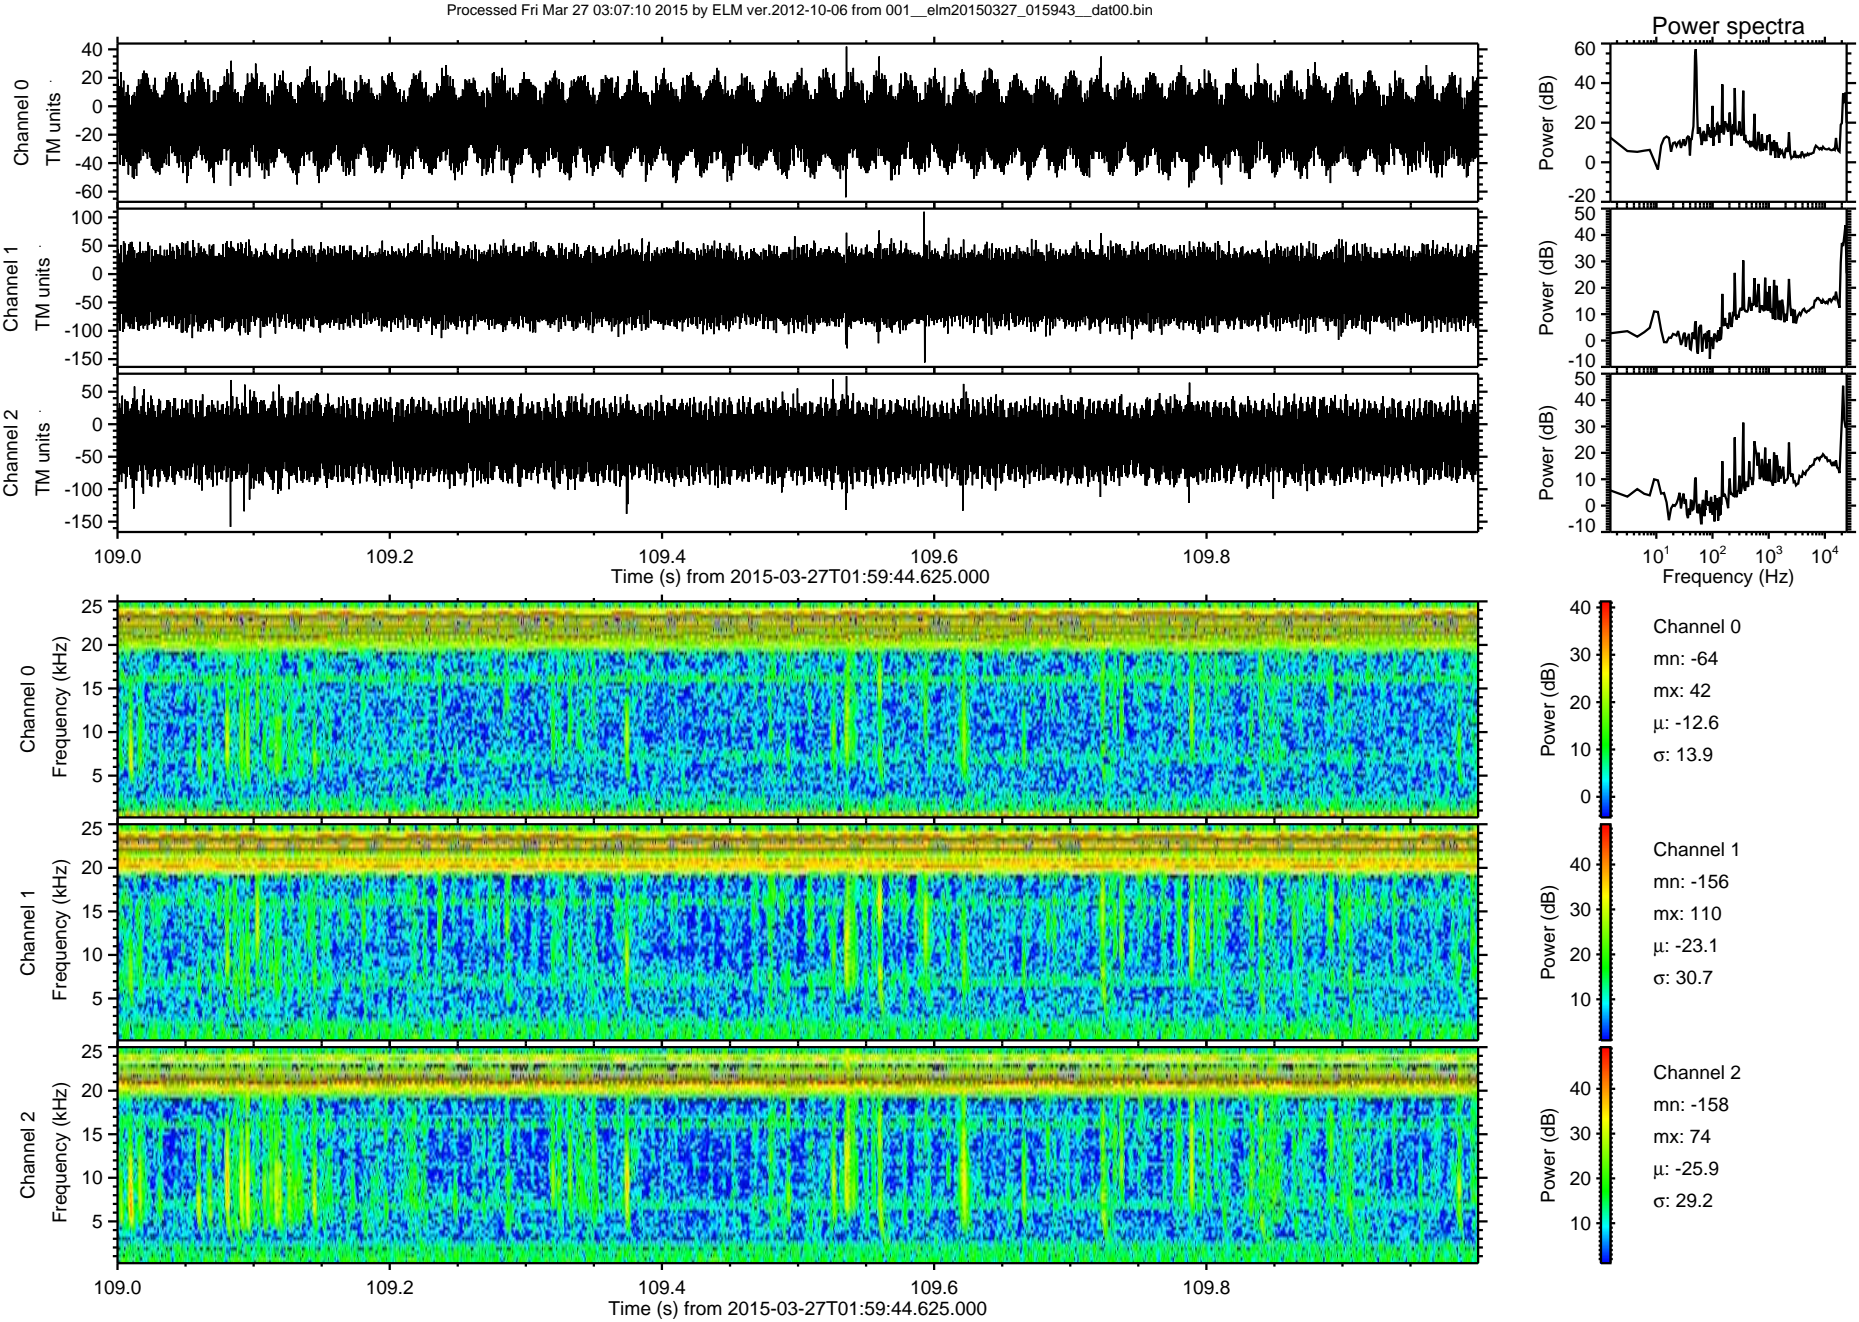 Processed Fri Mar 27 03:07:10 2015 by ELM ver.2012-10-06 from 001__elm20150327_015943__dat00.bin
Power spectra
Channel 0
TM units
40
20
0
-20
-40
-60
Power (dB)
60
40
20
0
-20
Channel 1
TM units
100
50
0
-50
-100
-150
Power (dB)
50
40
30
20
10
0
-10
Channel 2
TM units
50
0
-50
-100
-150
Power (dB)
50
40
30
20
10
0
-10
109.0 109.2 109.4 109.6 109.8
Time (s) from 2015-03-27T01:59:44.625.000
10^1 10^2 10^3 10^4
Frequency (Hz)
Channel 0
Frequency (kHz)
25
20
15
10
5
Power (dB)
40
30
20
10
0
Channel 0
mn: -64
mx: 42
μ: -12.6
σ: 13.9
Channel 1
Frequency (kHz)
25
20
15
10
5
Power (dB)
40
30
20
10
Channel 1
mn: -156
mx: 110
μ: -23.1
σ: 30.7
Channel 2
Frequency (kHz)
25
20
15
10
5
Power (dB)
40
30
20
10
Channel 2
mn: -158
mx: 74
μ: -25.9
σ: 29.2
109.0 109.2 109.4 109.6 109.8
Time (s) from 2015-03-27T01:59:44.625.000